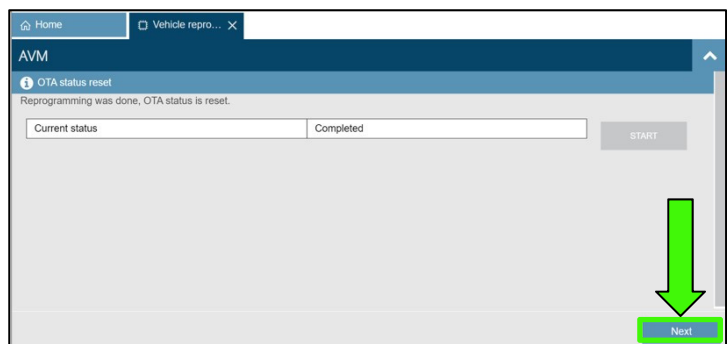 Home
Vehicle repro...
AVM
OTA status reset
Reprogramming was done, OTA status is reset.
Current status
Completed
START
Next